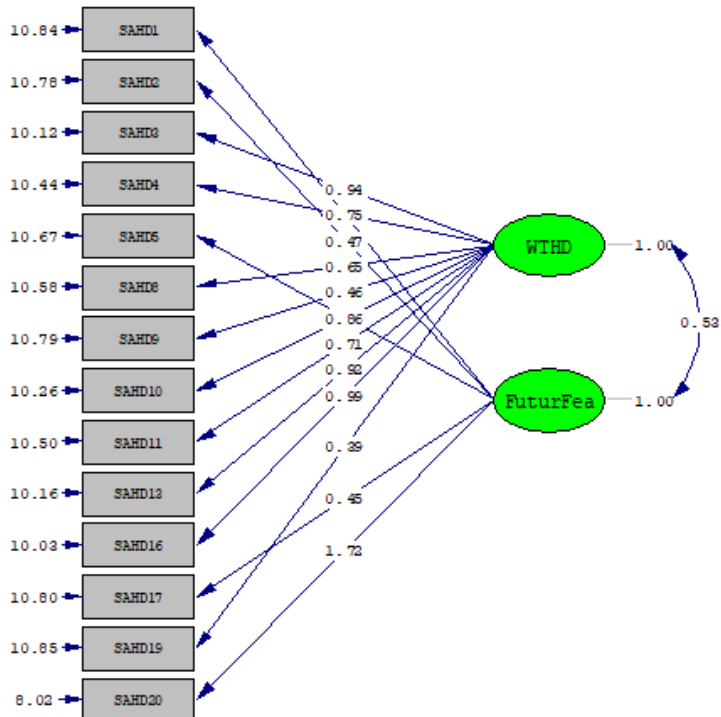 10.84 SAHD1
10.78 SAHD2
10.12 SAHD3
0.94
10.44 SAHD4
0.75
10.67 SAHD5
0.47
WTHD 1.00
0.65
10.58 SAHD8
0.46
0.86
0.53
10.79 SAHD9
0.71
0.92
10.26 SAHD10
0.99
FuturFea 1.00
10.50 SAHD11
0.39
10.16 SAHD13
0.45
10.03 SAHD16
1.72
10.80 SAHD17
10.85 SAHD19
8.02 SAHD20